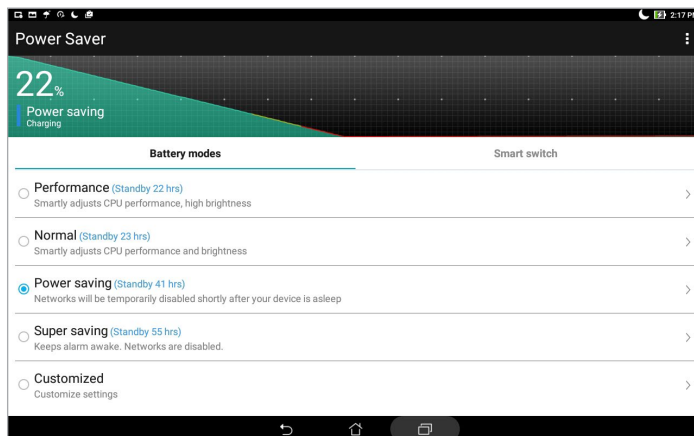 2:17 PM
Power Saver
22%
Power saving
Charging
Battery modes
Smart switch
Performance (Standby 22 hrs)
Smartly adjusts CPU performance, high brightness
Normal (Standby 23 hrs)
Smartly adjusts CPU performance and brightness
Power saving (Standby 41 hrs)
Networks will be temporarily disabled shortly after your device is asleep
Super saving (Standby 55 hrs)
Keeps alarm awake. Networks are disabled.
Customized
Customize settings